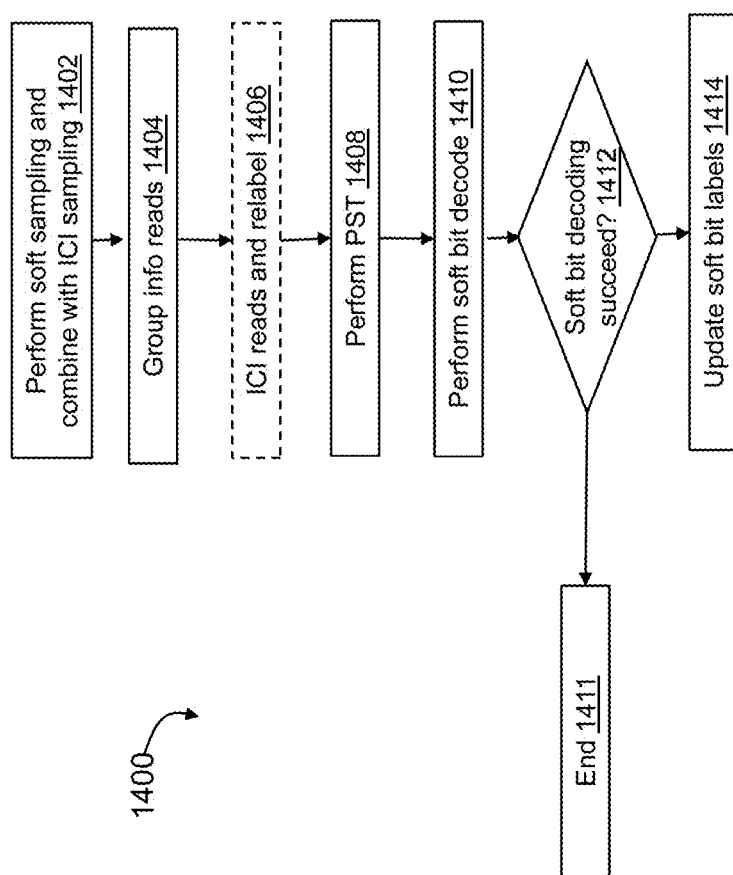 1400
Perform soft sampling and
combine with ICI sampling 1402
Group info reads 1404
ICI reads and relabel 1406
Perform PST 1408
Perform soft bit decode 1410
Soft bit decoding
succeed? 1412
End 1411
Update soft bit labels 1414